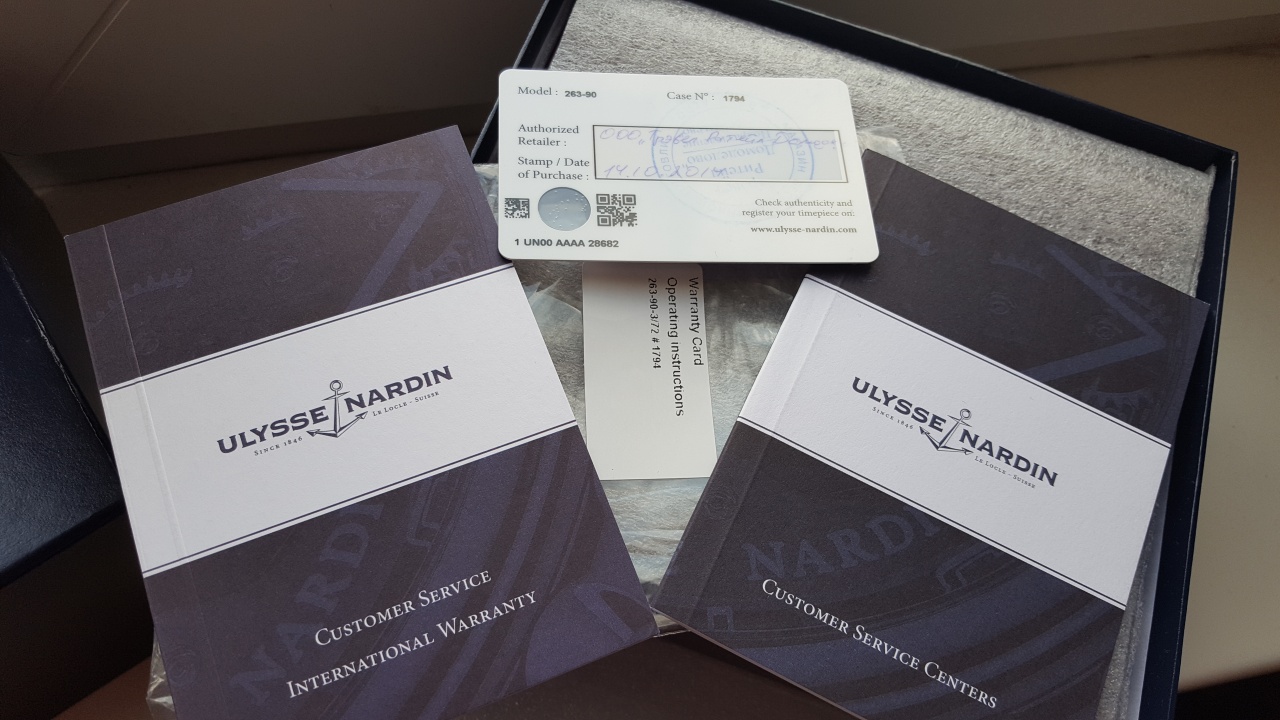 Model : 263-90 Case Nº : 1794
Authorized
Retailer :
Stamp / Date
of Purchase :
Check authenticity and
register your timepiece on:
www.ulysse-nardin.com
1 UN00 AAAA 28682
Warranty Card
Operating instructions
263-90-3/72 # 1794
ULYSSE NARDIN
SINCE 1846 LE LOCLE - SUISSE
CUSTOMER SERVICE
INTERNATIONAL WARRANTY
ULYSSE NARDIN
SINCE 1846 LE LOCLE - SUISSE
NARDI
CUSTOMER SERVICE CENTERS